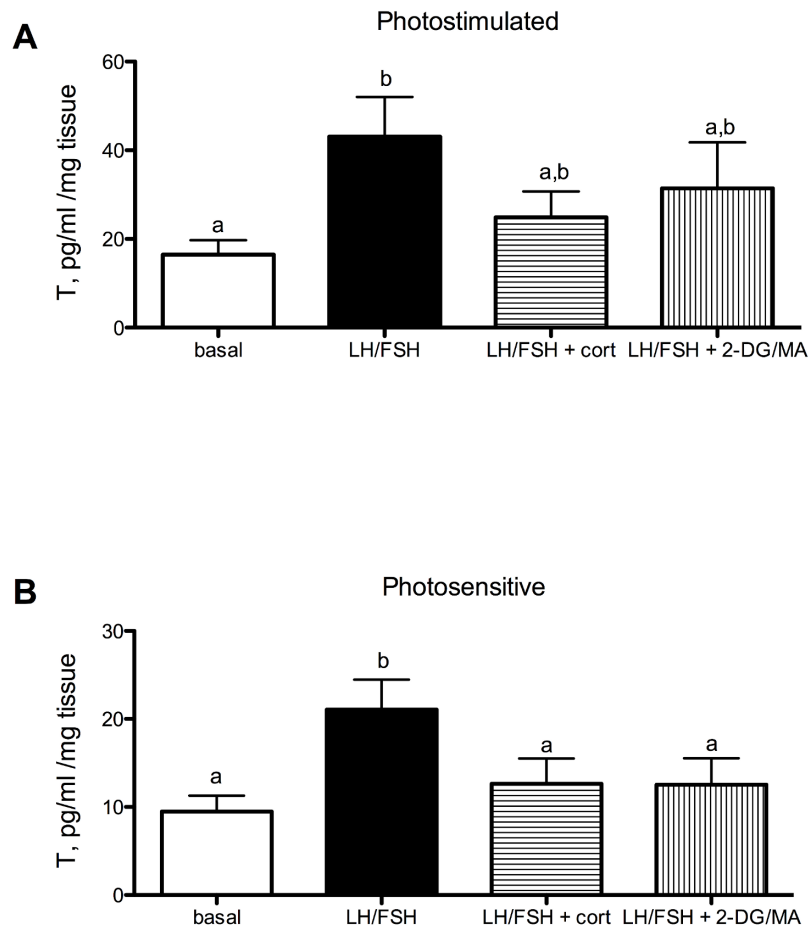 A
Photostimulated
T, pg/ml /mg tissue
60
40
20
0
a
b
a,b
a,b
basal
LH/FSH
LH/FSH + cort
LH/FSH + 2-DG/MA
B
Photosensitive
T, pg/ml /mg tissue
30
20
10
0
a
b
a
a
basal
LH/FSH
LH/FSH + cort
LH/FSH + 2-DG/MA